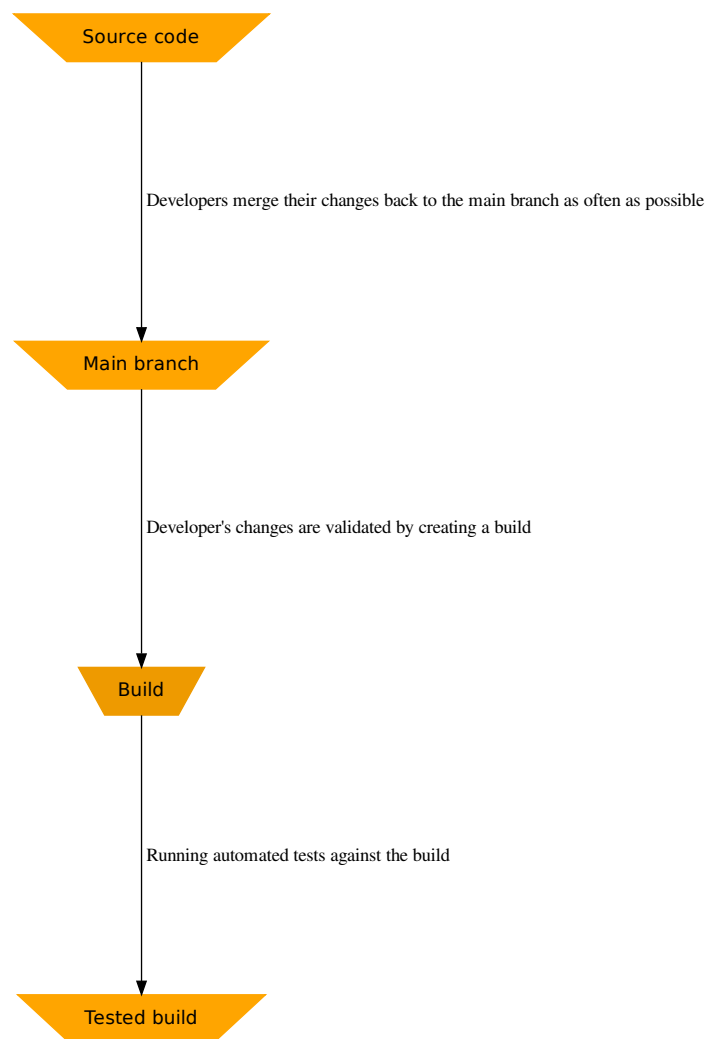 Source code
Developers merge their changes back to the main branch as often as possible
Main branch
Developer's changes are validated by creating a build
Build
Running automated tests against the build
Tested build